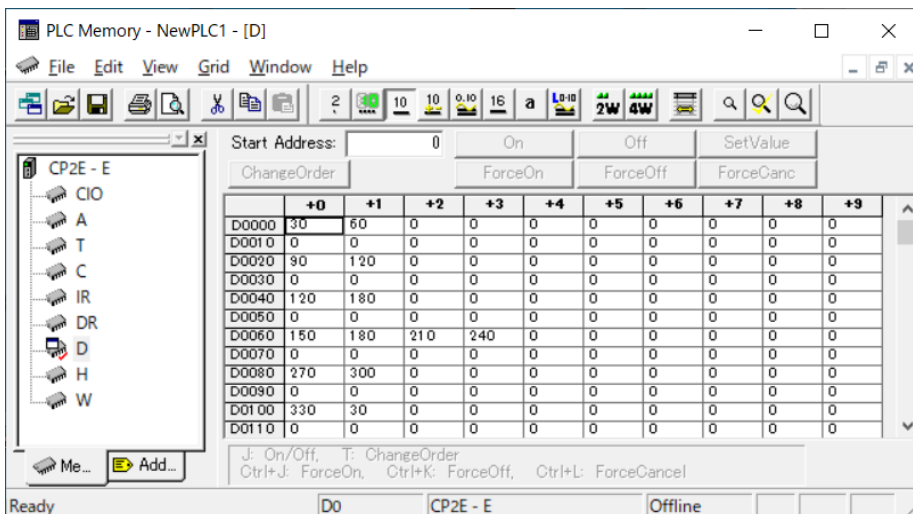 PLC Memory - NewPLC1 - [D]
File Edit View Grid Window Help
2 10 10 0.10 16 a L0-10 2W 4W
Start Address: 0 On Off SetValue
ChangeOrder ForceOn ForceOff ForceCanc
CP2E - E
CIO
A
T
C
IR
DR
D
H
W
+0 +1 +2 +3 +4 +5 +6 +7 +8 +9
D0000 30 60 0 0 0 0 0 0 0 0
D0010 0 0 0 0 0 0 0 0 0 0
D0020 90 120 0 0 0 0 0 0 0 0
D0030 0 0 0 0 0 0 0 0 0 0
D0040 120 180 0 0 0 0 0 0 0 0
D0050 0 0 0 0 0 0 0 0 0 0
D0060 150 180 210 240 0 0 0 0 0 0
D0070 0 0 0 0 0 0 0 0 0 0
D0080 270 300 0 0 0 0 0 0 0 0
D0090 0 0 0 0 0 0 0 0 0 0
D0100 330 30 0 0 0 0 0 0 0 0
D0110 0 0 0 0 0 0 0 0 0 0
Me... Add...
J: On/Off, T: ChangeOrder
Ctrl+J: ForceOn, Ctrl+K: ForceOff, Ctrl+L: ForceCancel
Ready D0 CP2E - E Offline